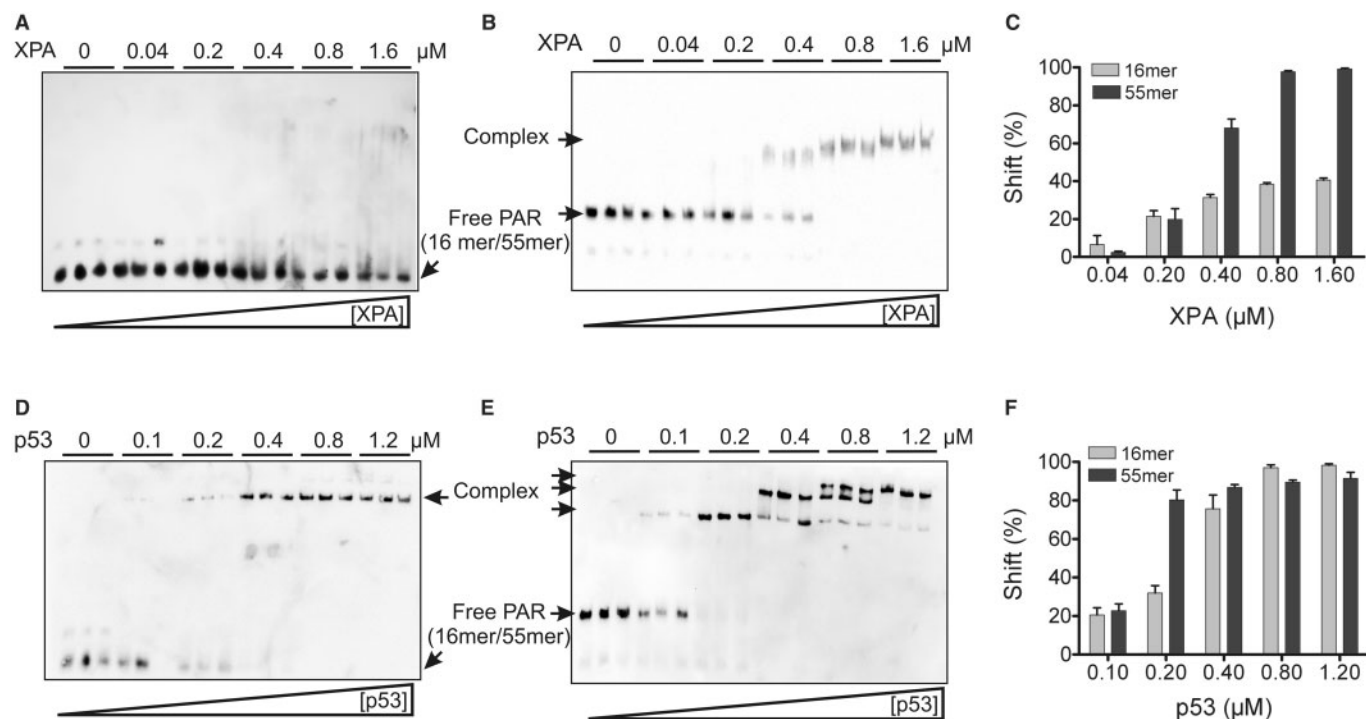 A
XPA 0 0.04 0.2 0.4 0.8 1.6 μM
[XPA]
B
XPA 0 0.04 0.2 0.4 0.8 1.6 μM
Complex
Free PAR
(16 mer/55mer)
[XPA]
C
Shift (%)
100
80
60
40
20
0
16mer
55mer
0.04 0.20 0.40 0.80 1.60
XPA (μM)
D
p53 0 0.1 0.2 0.4 0.8 1.2 μM
[p53]
E
p53 0 0.1 0.2 0.4 0.8 1.2 μM
Complex
Free PAR
(16mer/55mer)
[p53]
F
Shift (%)
100
80
60
40
20
0
16mer
55mer
0.10 0.20 0.40 0.80 1.20
p53 (μM)